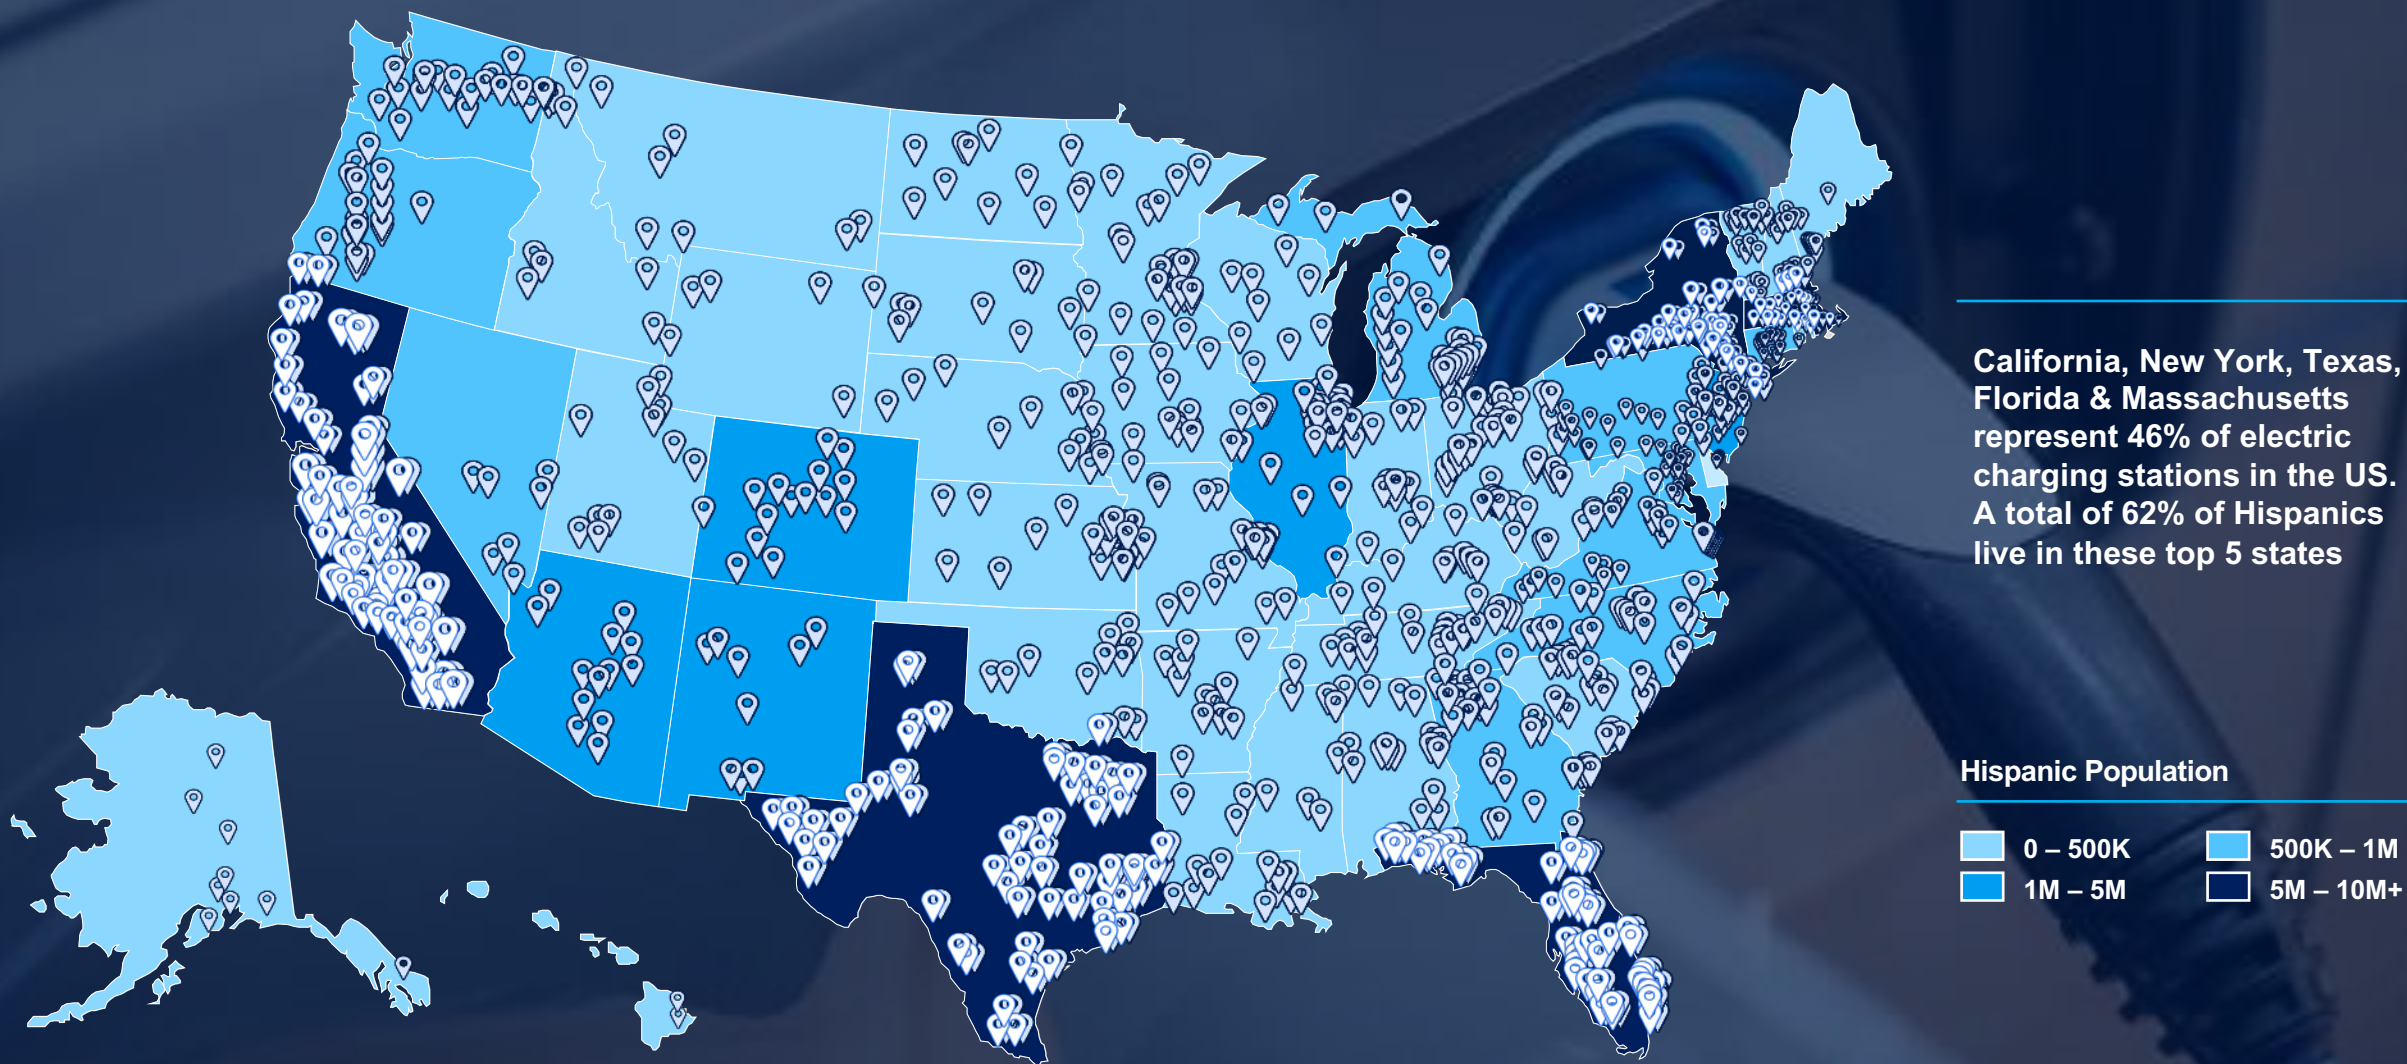 California, New York, Texas,
Florida & Massachusetts
represent 46% of electric
charging stations in the US.
A total of 62% of Hispanics
live in these top 5 states
Hispanic Population
0 – 500K
500K – 1M
1M – 5M
5M – 10M+